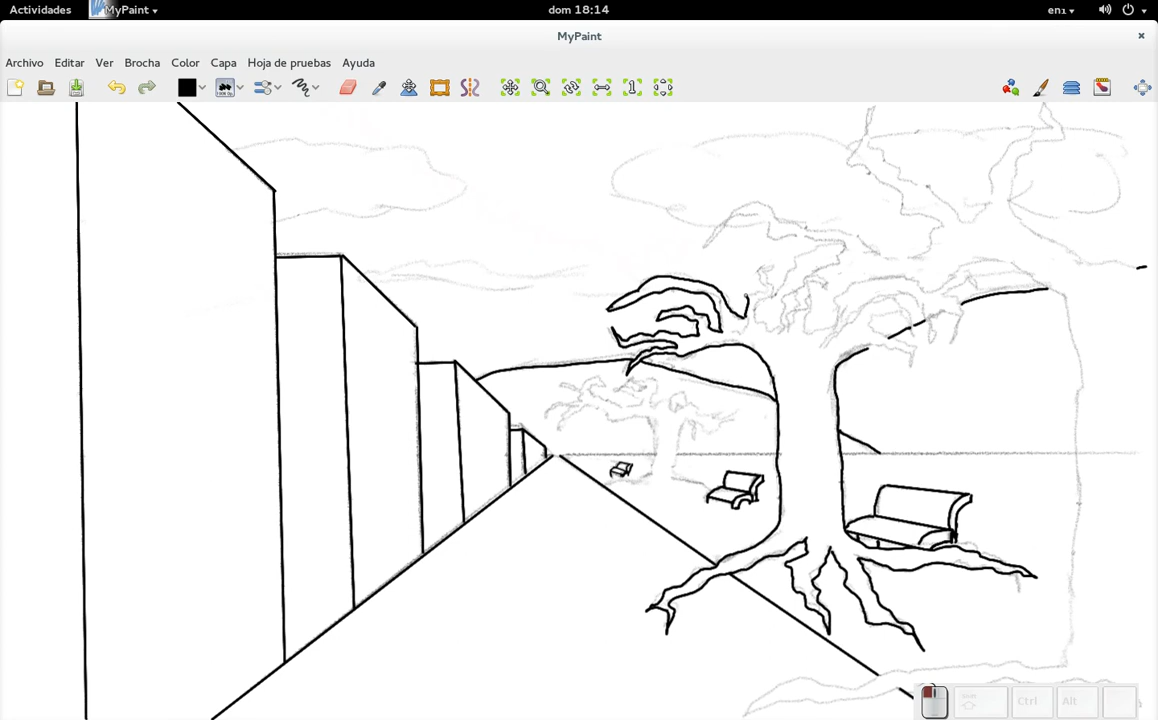 Actividades MyPaint dom 18:14 en₁
MyPaint
Archivo Editar Ver Brocha Color Capa Hoja de pruebas Ayuda
1
Ctrl Alt